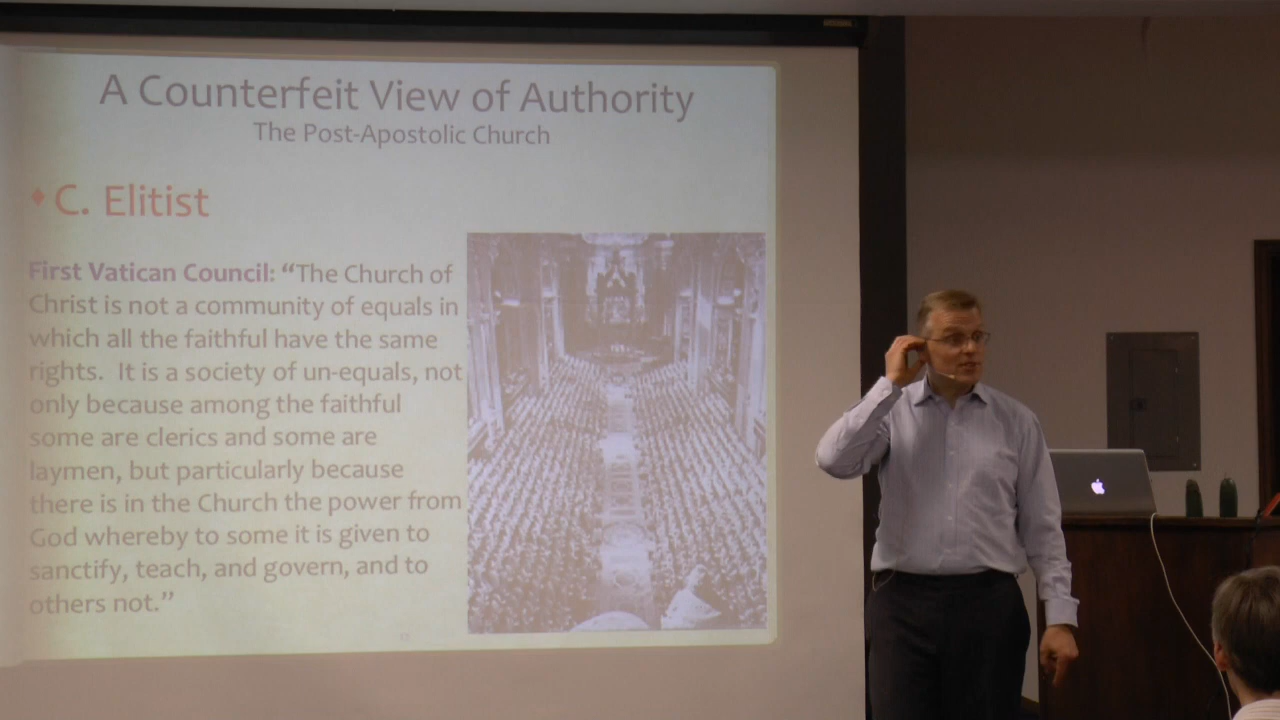 A Counterfeit View of Authority
The Post-Apostolic Church
C. Elitist
First Vatican Council: “The Church of
Christ is not a community of equals in
which all the faithful have the same
rights. It is a society of un-equals, not
only because among the faithful
some are clerics and some are
laymen, but particularly because
there is in the Church the power from
God whereby to some it is given to
sanctify, teach, and govern, and to
others not.”